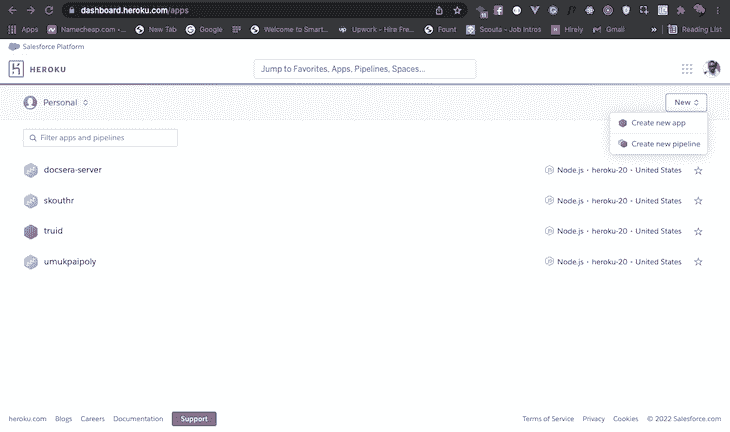 dashboard.heroku.com/apps
Apps Namecheap.com -... New Tab Google Welcome to Smart... Upwork - Hire Fre... Fount Scouta - Job Intros Hirely Gmail » Reading List
Salesforce Platform
HEROKU Jump to Favorites, Apps, Pipelines, Spaces...
Personal New
Create new app
Filter apps and pipelines Create new pipeline
docsera-server Node.js • heroku-20 • United States
skouthr Node.js • heroku-20 • United States
truid Node.js • heroku-20 • United States
umukpaipoly Node.js • heroku-20 • United States
heroku.com Blogs Careers Documentation Support Terms of Service Privacy Cookies © 2022 Salesforce.com